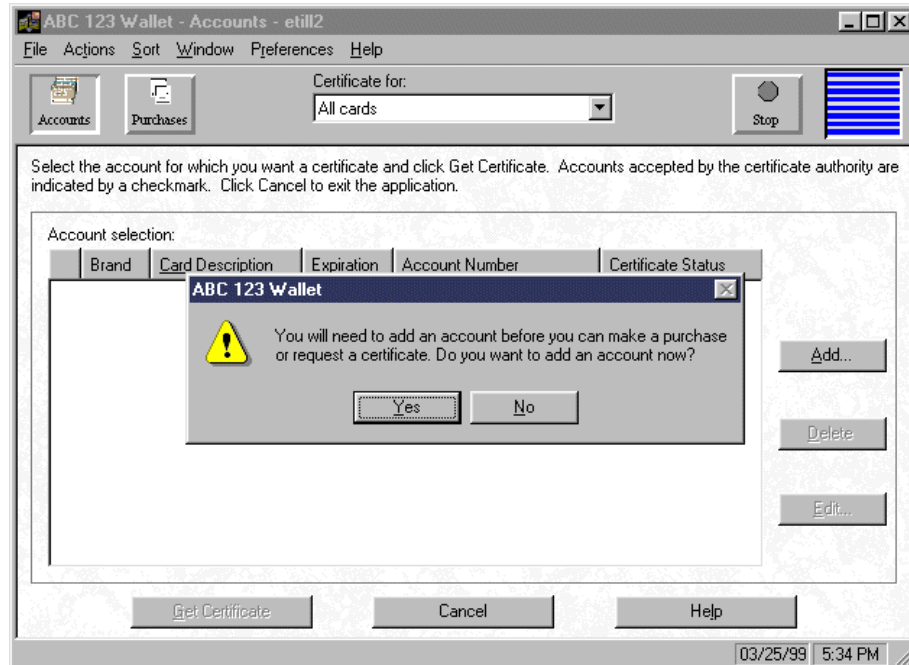 ABC 123 Wallet - Accounts - etill2
File Actions Sort Window Preferences Help
Accounts
Purchases
Certificate for:
All cards
Stop
Select the account for which you want a certificate and click Get Certificate. Accounts accepted by the certificate authority are
indicated by a checkmark. Click Cancel to exit the application.
Account selection:
Brand Card Description Expiration Account Number Certificate Status
ABC 123 Wallet
You will need to add an account before you can make a purchase
or request a certificate. Do you want to add an account now?
Yes No
Add...
Delete
Edit...
Get Certificate Cancel Help
03/25/99 5:34 PM